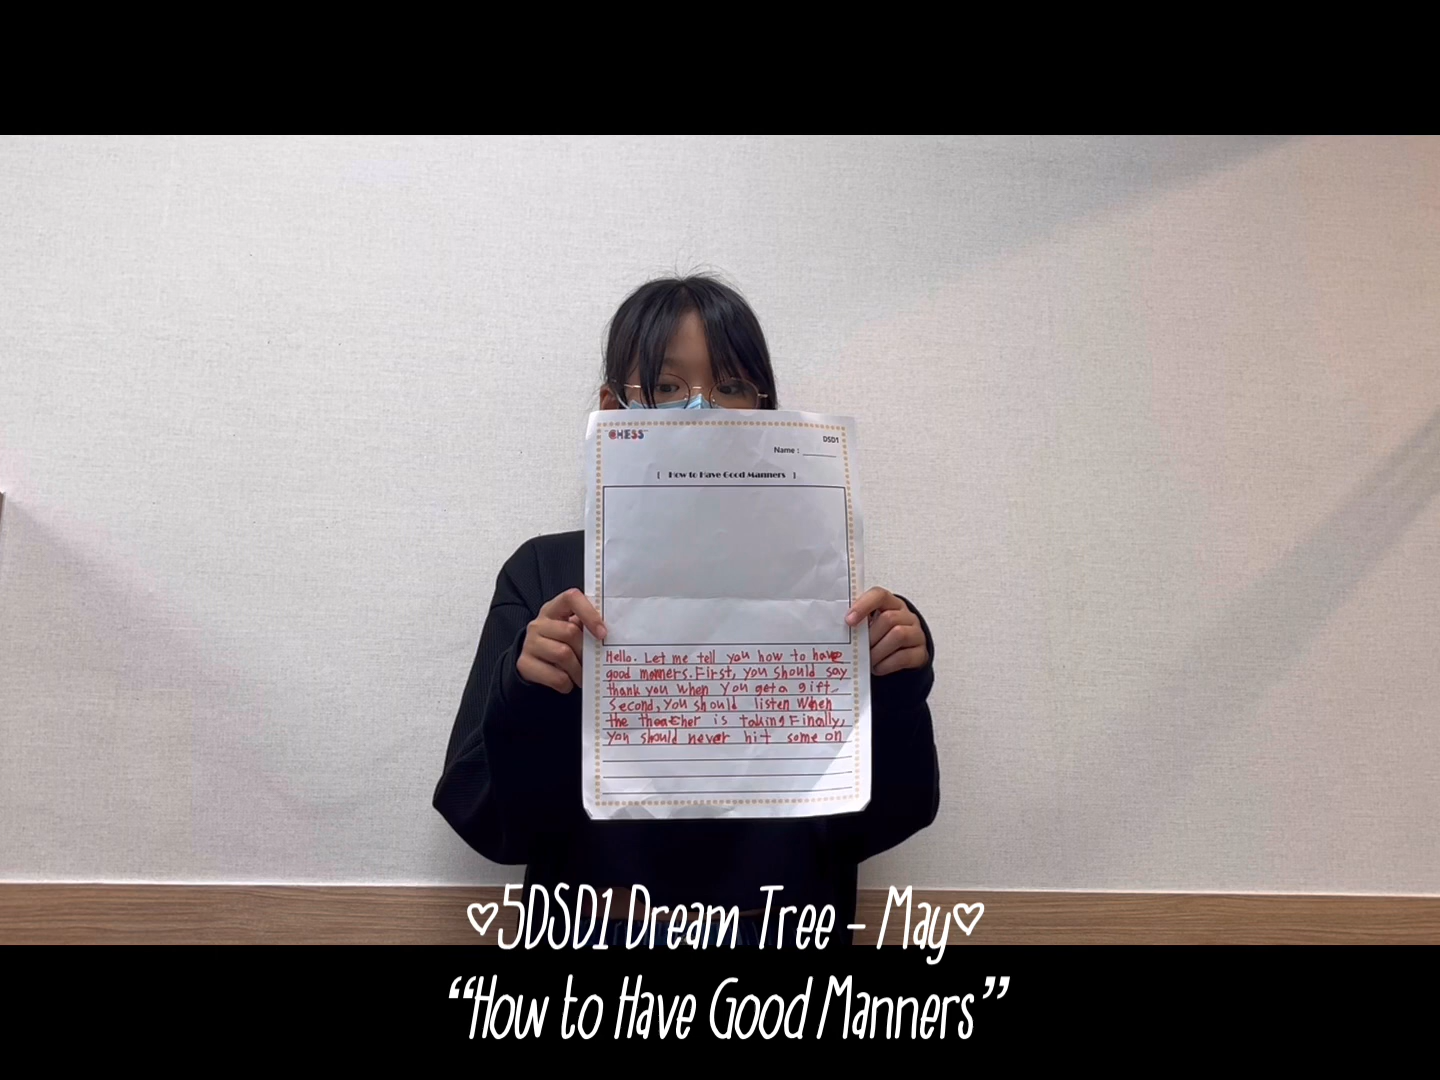 CHESS
DSD1
Name :
[ How to Have Good Manners ]
Hello. Let me tell you how to have
good manners. First, you should say
thank you when you get a gift.
Second, you should listen when
the theacher is taking Finally,
you should never hit some on
♡5DSD1 Dream Tree - May♡
“How to Have Good Manners”